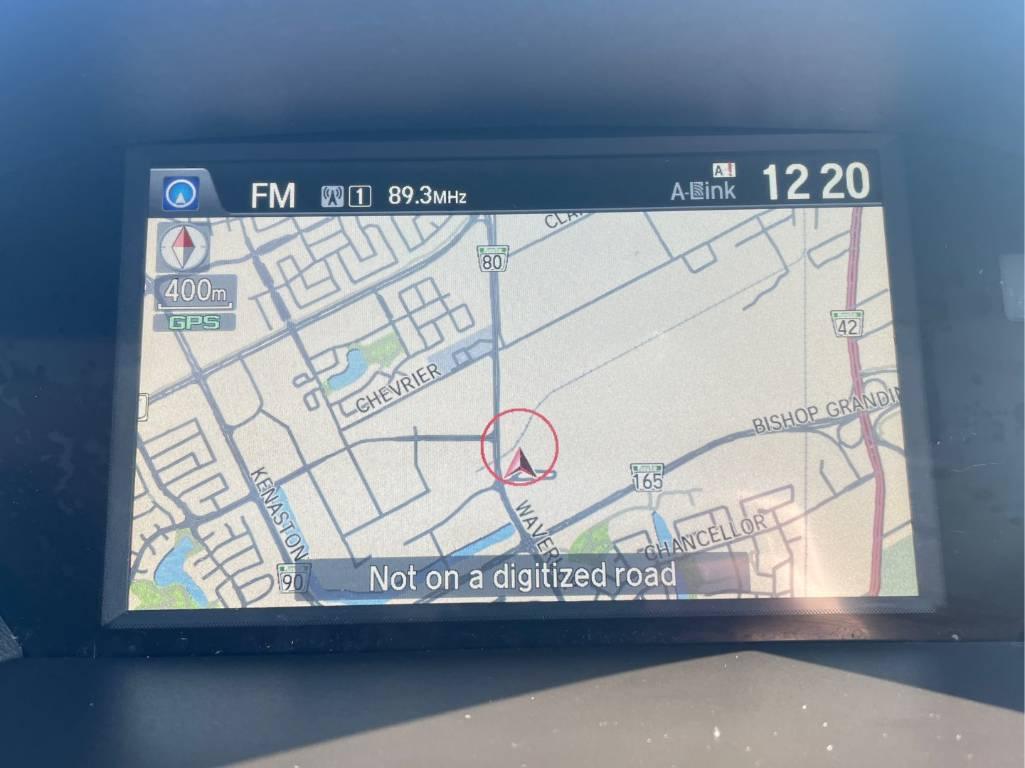 FM 1 89.3MHz A-Link A! 12 20
80
400m
GPS
42
CHEVRIER
BISHOP GRANDIN
165
KENASTON
CHANCELLOR
90
Not on a digitized road